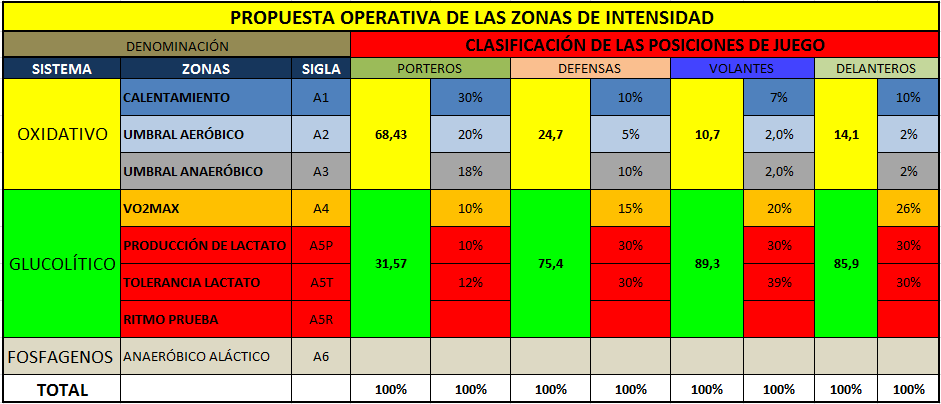 PROPUESTA OPERATIVA DE LAS ZONAS DE INTENSIDAD
DENOMINACIÓN CLASIFICACIÓN DE LAS POSICIONES DE JUEGO
SISTEMA ZONAS SIGLA PORTEROS DEFENSAS VOLANTES DELANTEROS
CALENTAMIENTO A1 30% 10% 7% 10%
OXIDATIVO UMBRAL AERÓBICO A2 68,43 20% 24,7 5% 10,7 2,0% 14,1 2%
UMBRAL ANAERÓBICO A3 18% 10% 2,0% 2%
VO2MAX A4 10% 15% 20% 26%
PRODUCCIÓN DE LACTATO A5P 10% 30% 30% 30%
GLUCOLÍTICO 31,57 75,4 89,3 85,9
TOLERANCIA LACTATO A5T 12% 30% 39% 30%
RITMO PRUEBA A5R
FOSFAGENOS ANAERÓBICO ALÁCTICO A6
TOTAL 100% 100% 100% 100% 100% 100% 100% 100%